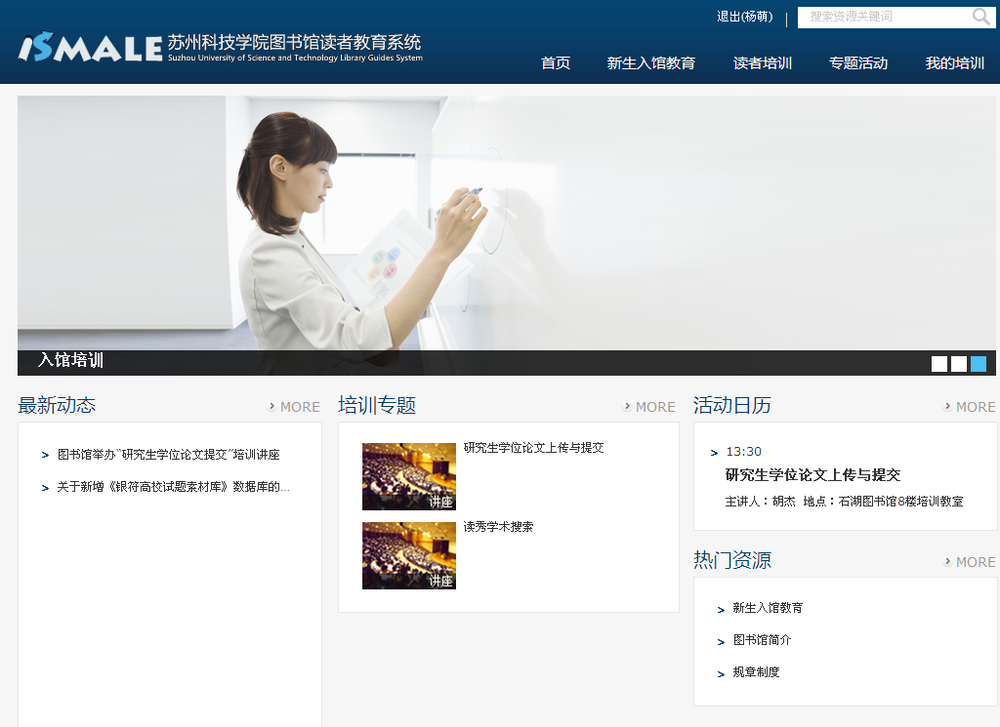 退出(杨萌)
搜索资源关键词
iSMALE 苏州科技学院图书馆读者教育系统
Suzhou University of Science and Technology Library Guides System
首页 新生入馆教育 读者培训 专题活动 我的培训
入馆培训
最新动态 MORE
> 图书馆举办“研究生学位论文提交”培训讲座
> 关于新增《银符高校试题素材库》数据库的...
培训专题 MORE
研究生学位论文上传与提交
讲座
读秀学术搜索
讲座
活动日历 MORE
> 13:30
研究生学位论文上传与提交
主讲人：胡杰 地点：石湖图书馆8楼培训教室
热门资源 MORE
> 新生入馆教育
> 图书馆简介
> 规章制度